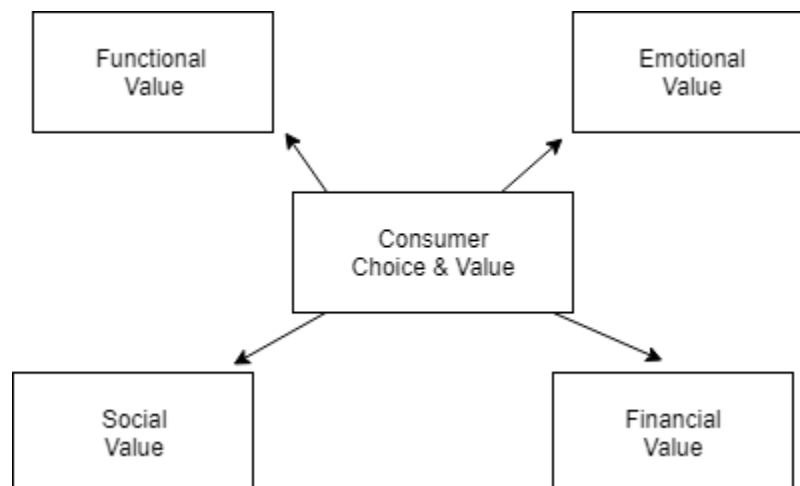 Functional
Value
Emotional
Value
Consumer
Choice & Value
Social
Value
Financial
Value